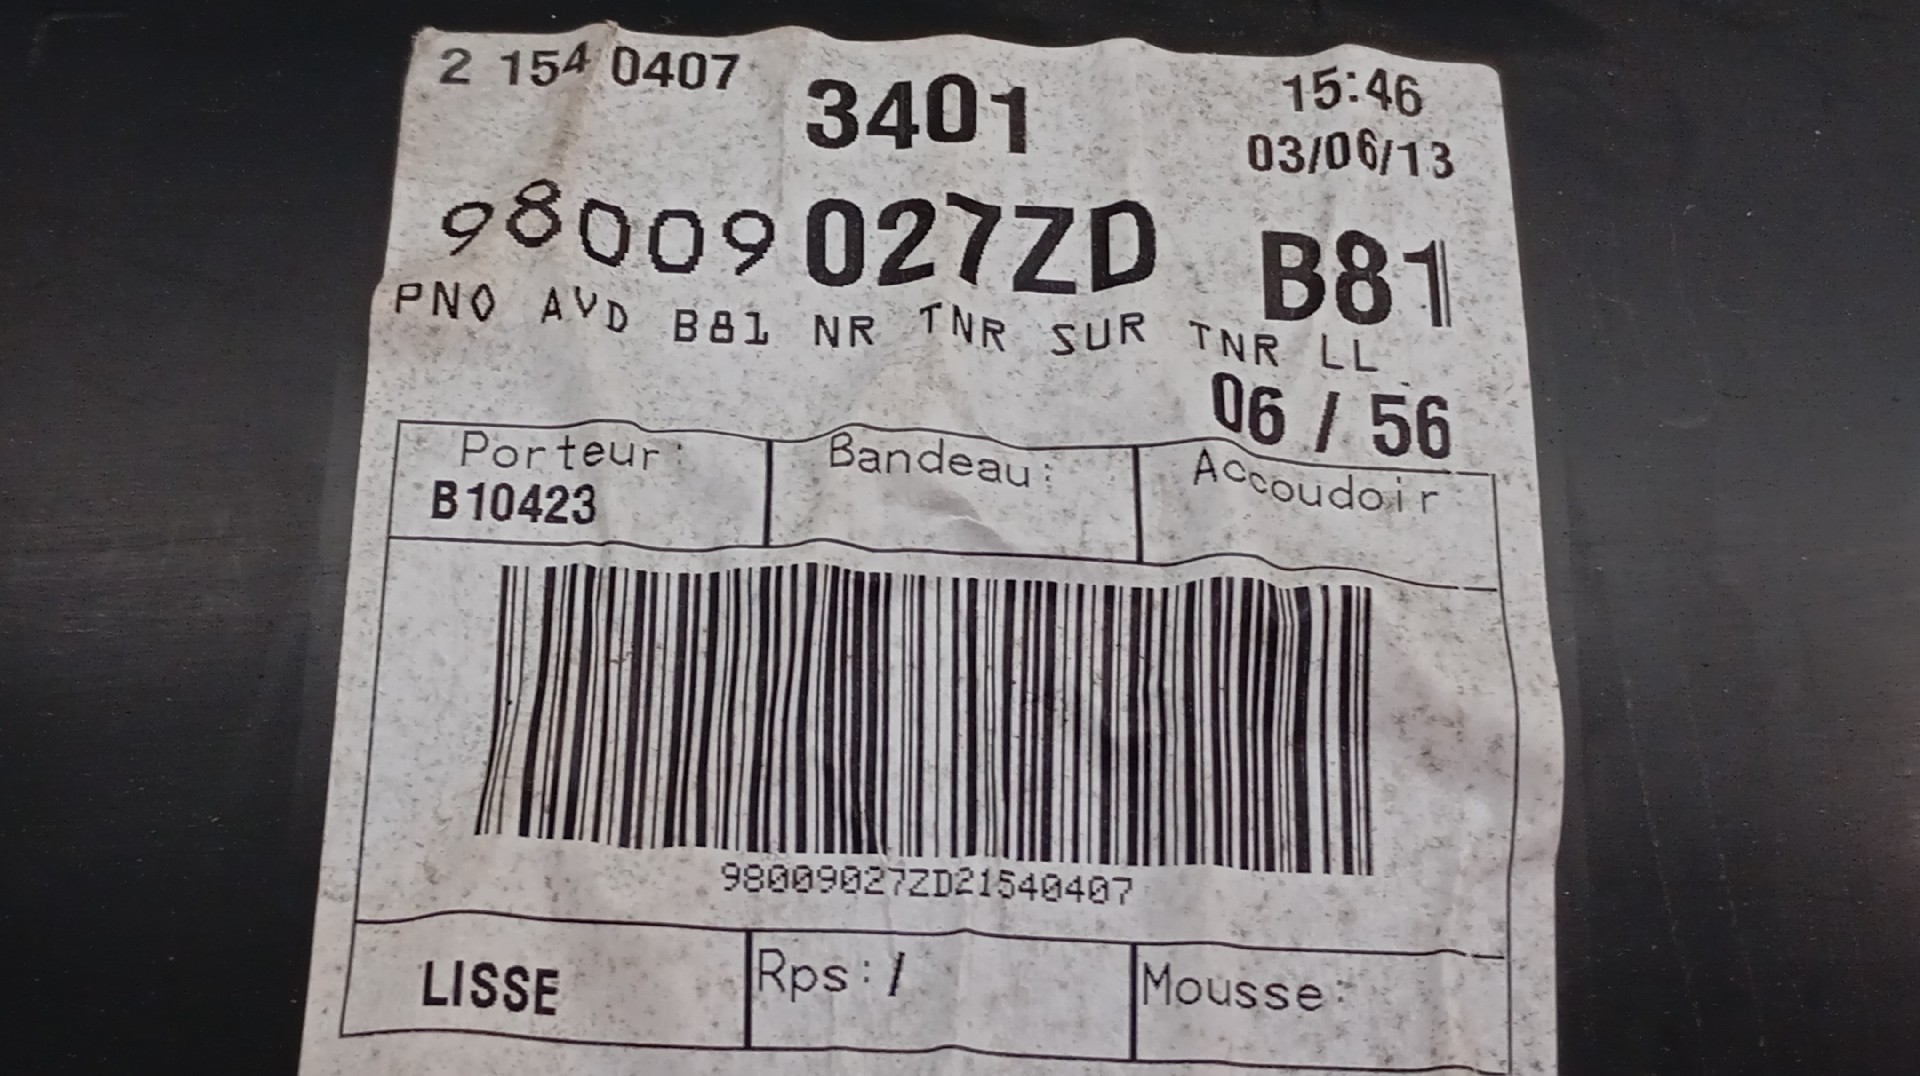 2 154 0407 3401 15:46
03/06/13
98009027ZD B81
PNO AVD B81 NR TNR SUR TNR LL
06 / 56
Porteur: Bandeau: Accoudoir
B10423
98009027ZD21540407
LISSE Rps: / Mousse: